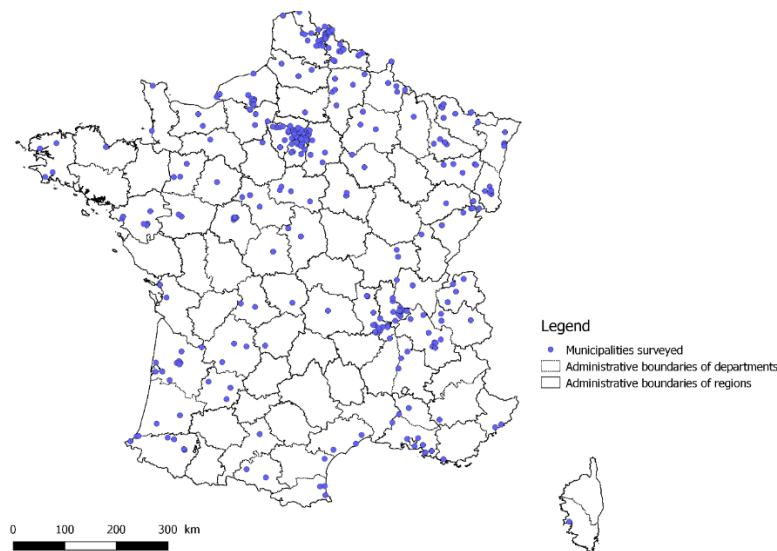 Legend
Municipalities surveyed
Administrative boundaries of departments
Administrative boundaries of regions
0 100 200 300 km